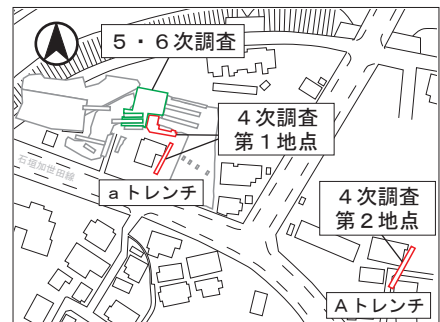 5・6次調査
4次調査
第1地点
石垣加世田線
aトレンチ
4次調査
第2地点
Aトレンチ